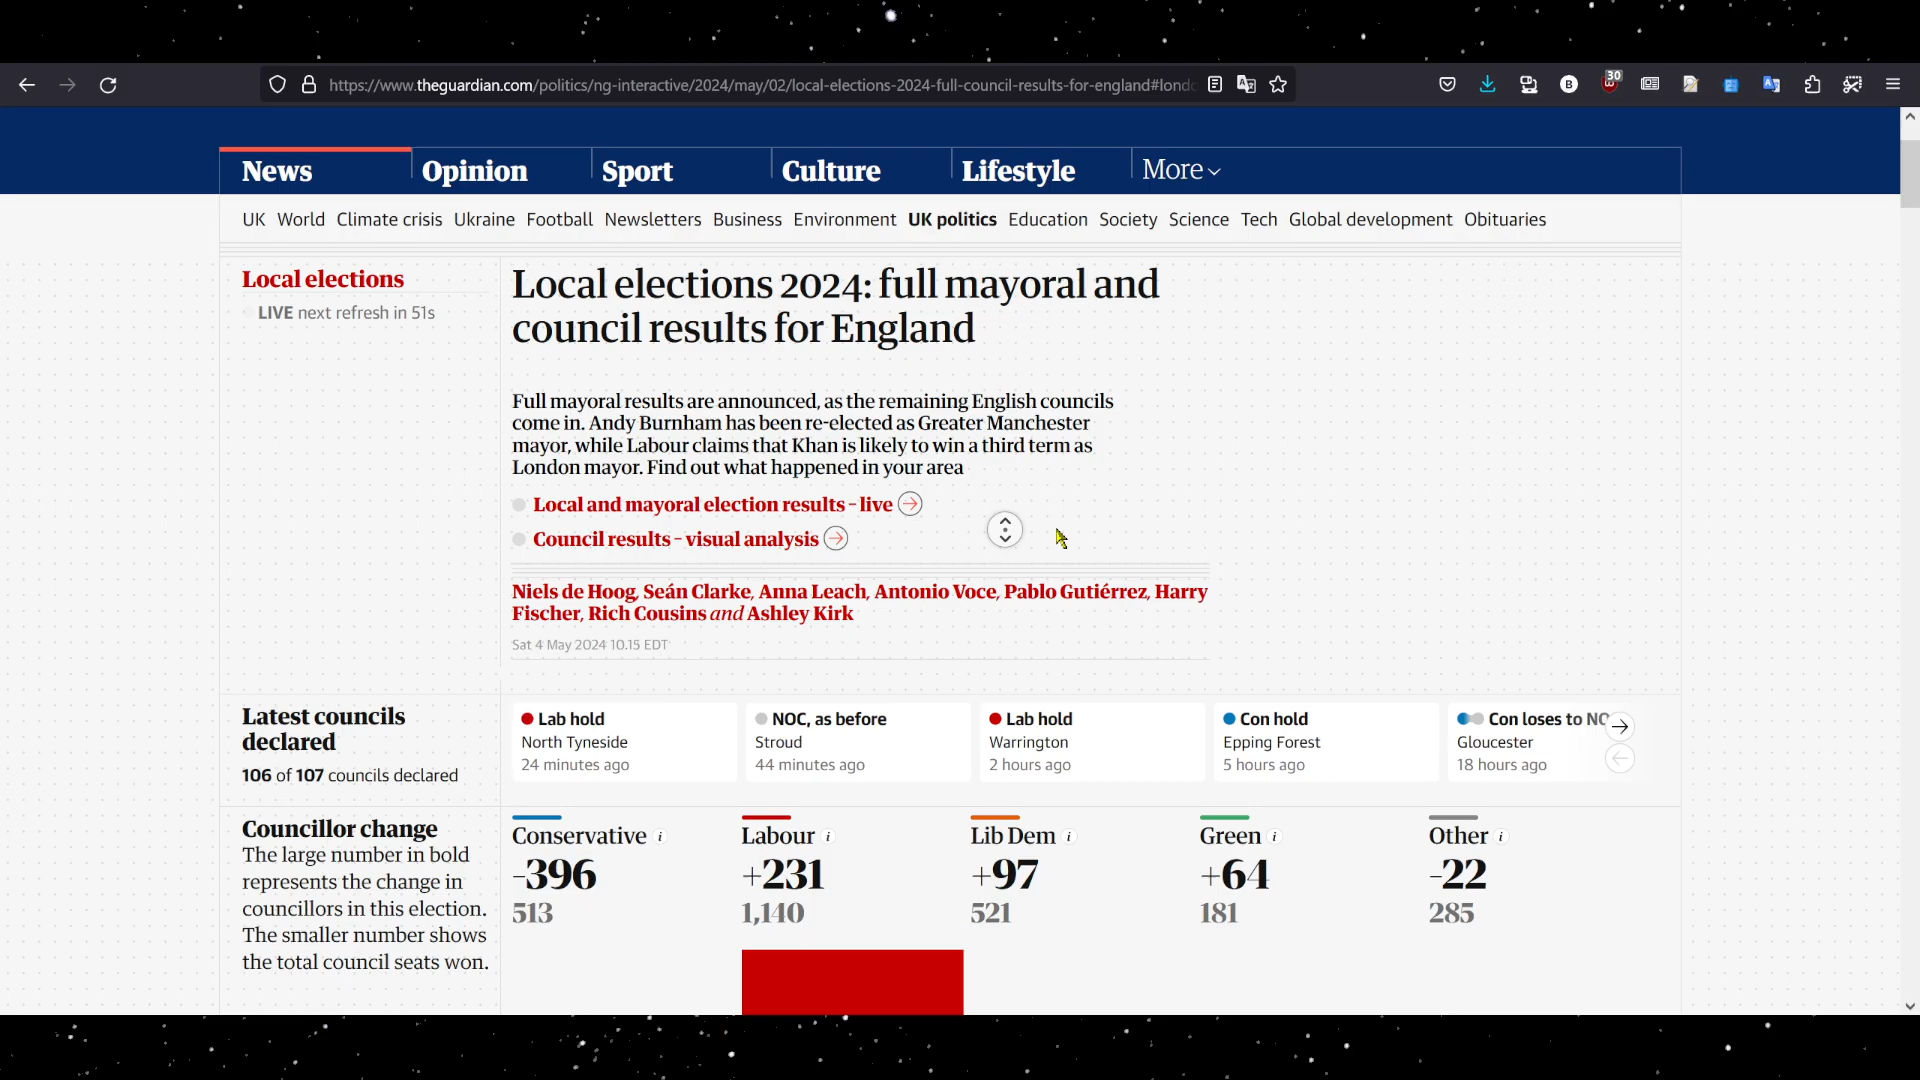 https://www.theguardian.com/politics/ng-interactive/2024/may/02/local-elections-2024-full-council-results-for-england#londo
30
News Opinion Sport Culture Lifestyle More
UK World Climate crisis Ukraine Football Newsletters Business Environment UK politics Education Society Science Tech Global development Obituaries
Local elections
LIVE next refresh in 51s
Local elections 2024: full mayoral and
council results for England
Full mayoral results are announced, as the remaining English councils
come in. Andy Burnham has been re-elected as Greater Manchester
mayor, while Labour claims that Khan is likely to win a third term as
London mayor. Find out what happened in your area
Local and mayoral election results – live
Council results – visual analysis
Niels de Hoog, Seán Clarke, Anna Leach, Antonio Voce, Pablo Gutiérrez, Harry
Fischer, Rich Cousins and Ashley Kirk
Sat 4 May 2024 10.15 EDT
Latest councils
declared
106 of 107 councils declared
Lab hold
North Tyneside
24 minutes ago
NOC, as before
Stroud
44 minutes ago
Lab hold
Warrington
2 hours ago
Con hold
Epping Forest
5 hours ago
Con loses to NO
Gloucester
18 hours ago
Councillor change
The large number in bold
represents the change in
councillors in this election.
The smaller number shows
the total council seats won.
Conservative i
-396
513
Labour i
+231
1,140
Lib Dem i
+97
521
Green i
+64
181
Other i
-22
285